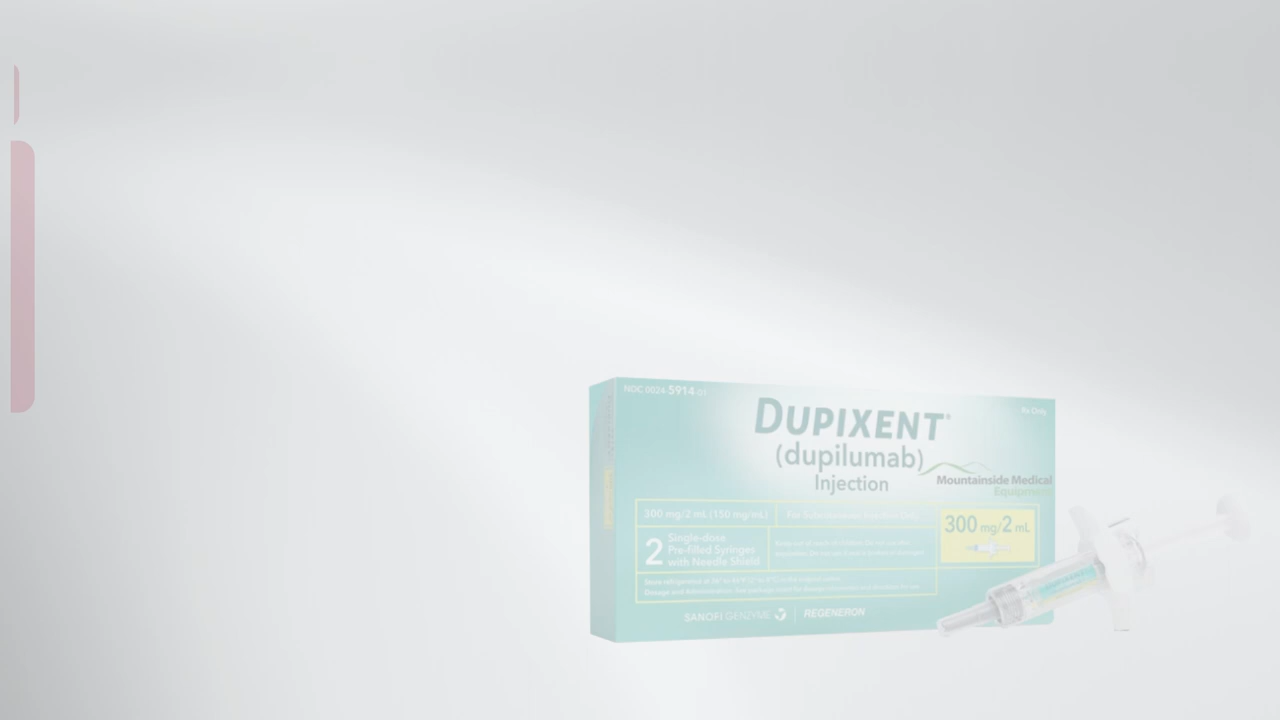 NDC 0024-5914-01
Rx Only
DUPIXENT®
(dupilumab)
Injection
Mountainside Medical
Equipment
300 mg/2 mL (150 mg/mL)
For Subcutaneous Injection Only
300 mg/2 mL
2 Single-dose
Pre-filled Syringes
with Needle Shield
SANOFI GENZYME
REGENERON
DUPIXENT